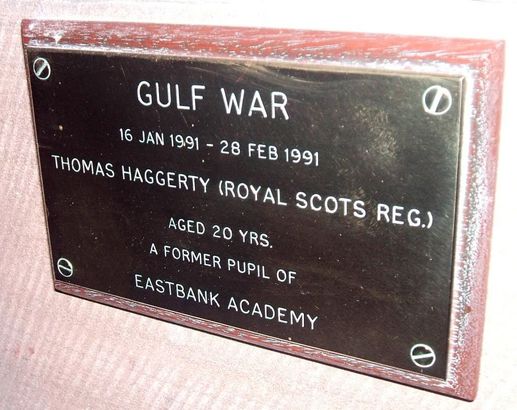 GULF WAR
16 JAN 1991 - 28 FEB 1991
THOMAS HAGGERTY (ROYAL SCOTS REG.)
AGED 20 YRS.
A FORMER PUPIL OF
EASTBANK ACADEMY